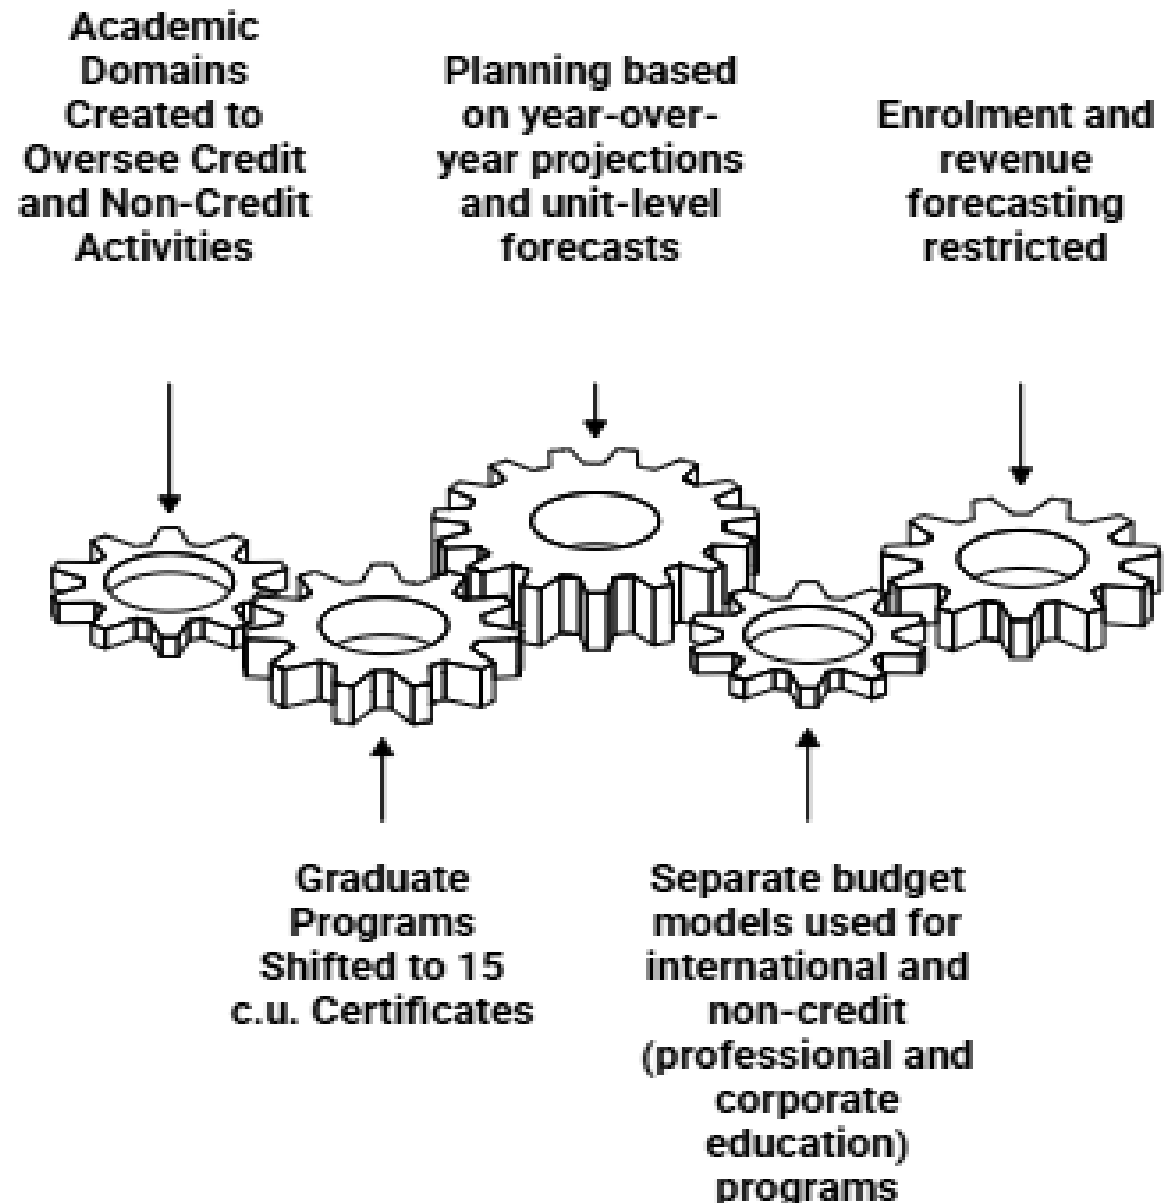 Academic
Domains
Created to
Oversee Credit
and Non-Credit
Activities
Planning based
on year-over-
year projections
and unit-level
forecasts
Enrolment and
revenue
forecasting
restricted
Graduate
Programs
Shifted to 15
c.u. Certificates
Separate budget
models used for
international and
non-credit
(professional and
corporate
education)
programs